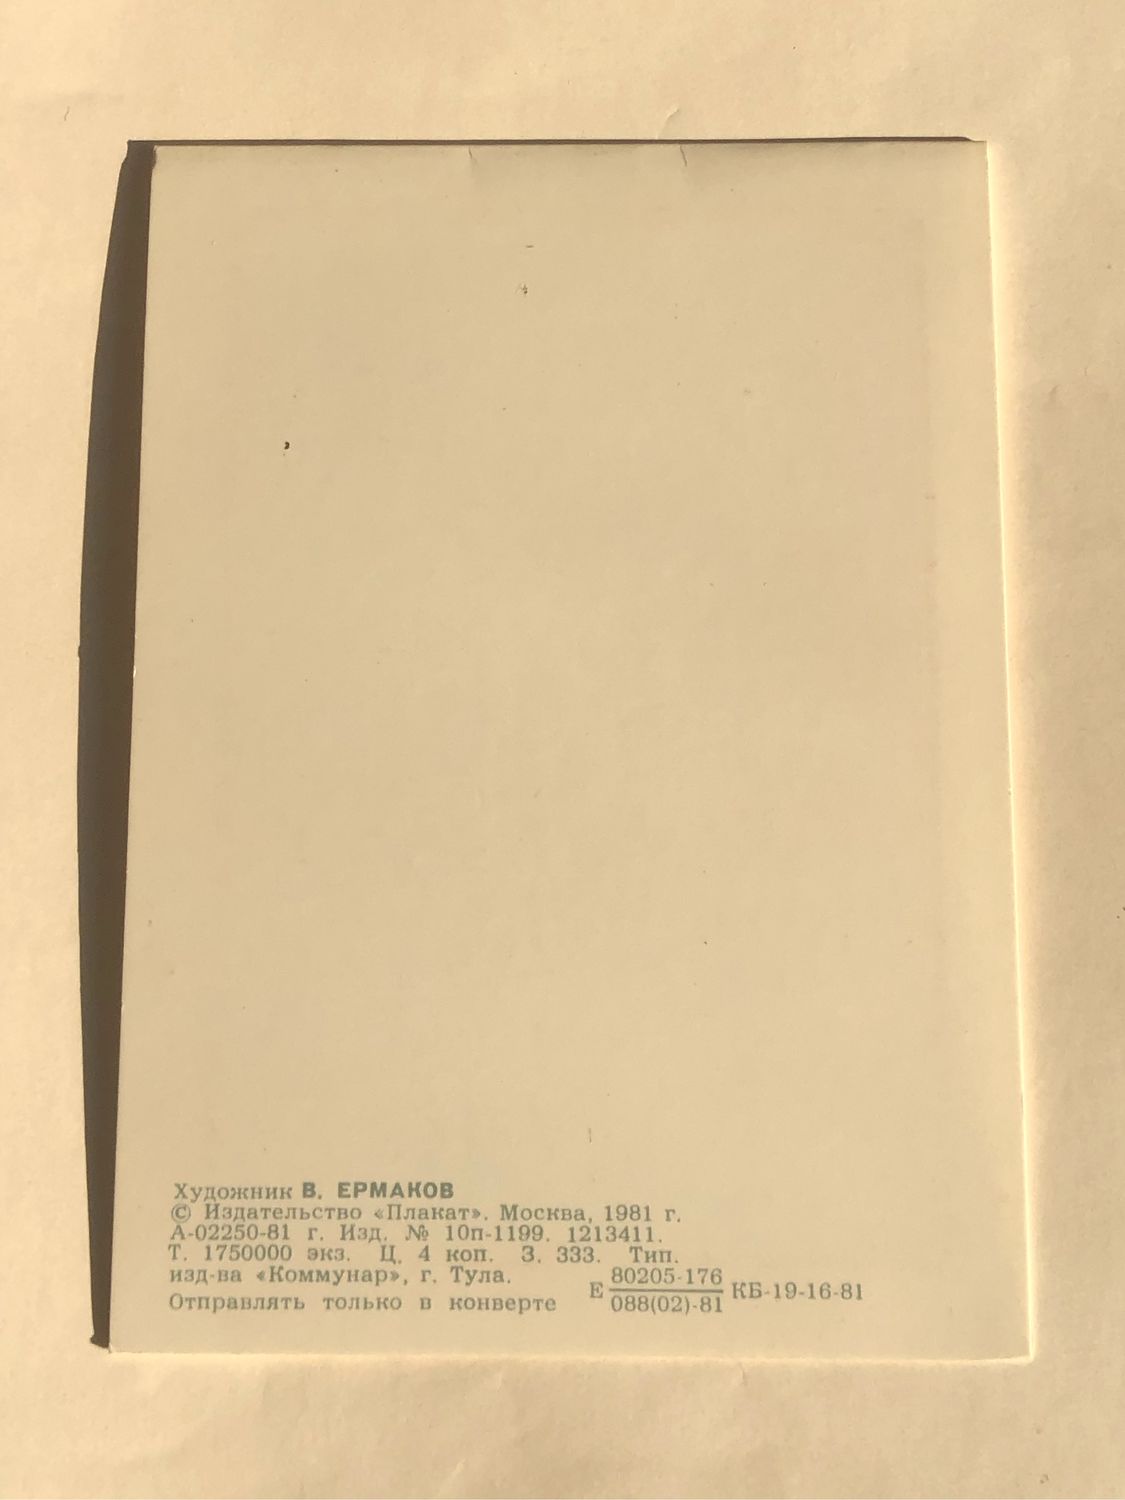 Художник В. ЕРМАКОВ
© Издательство «Плакат». Москва, 1981 г.
А-02250-81 г. Изд. № 10п-1199. 1213411.
Т. 1750000 экз. Ц. 4 коп. З. 333. Тип.
изд-ва «Коммунар», г. Тула.
Отправлять только в конверте
Е 80205-176
088(02)-81 КБ-19-16-81